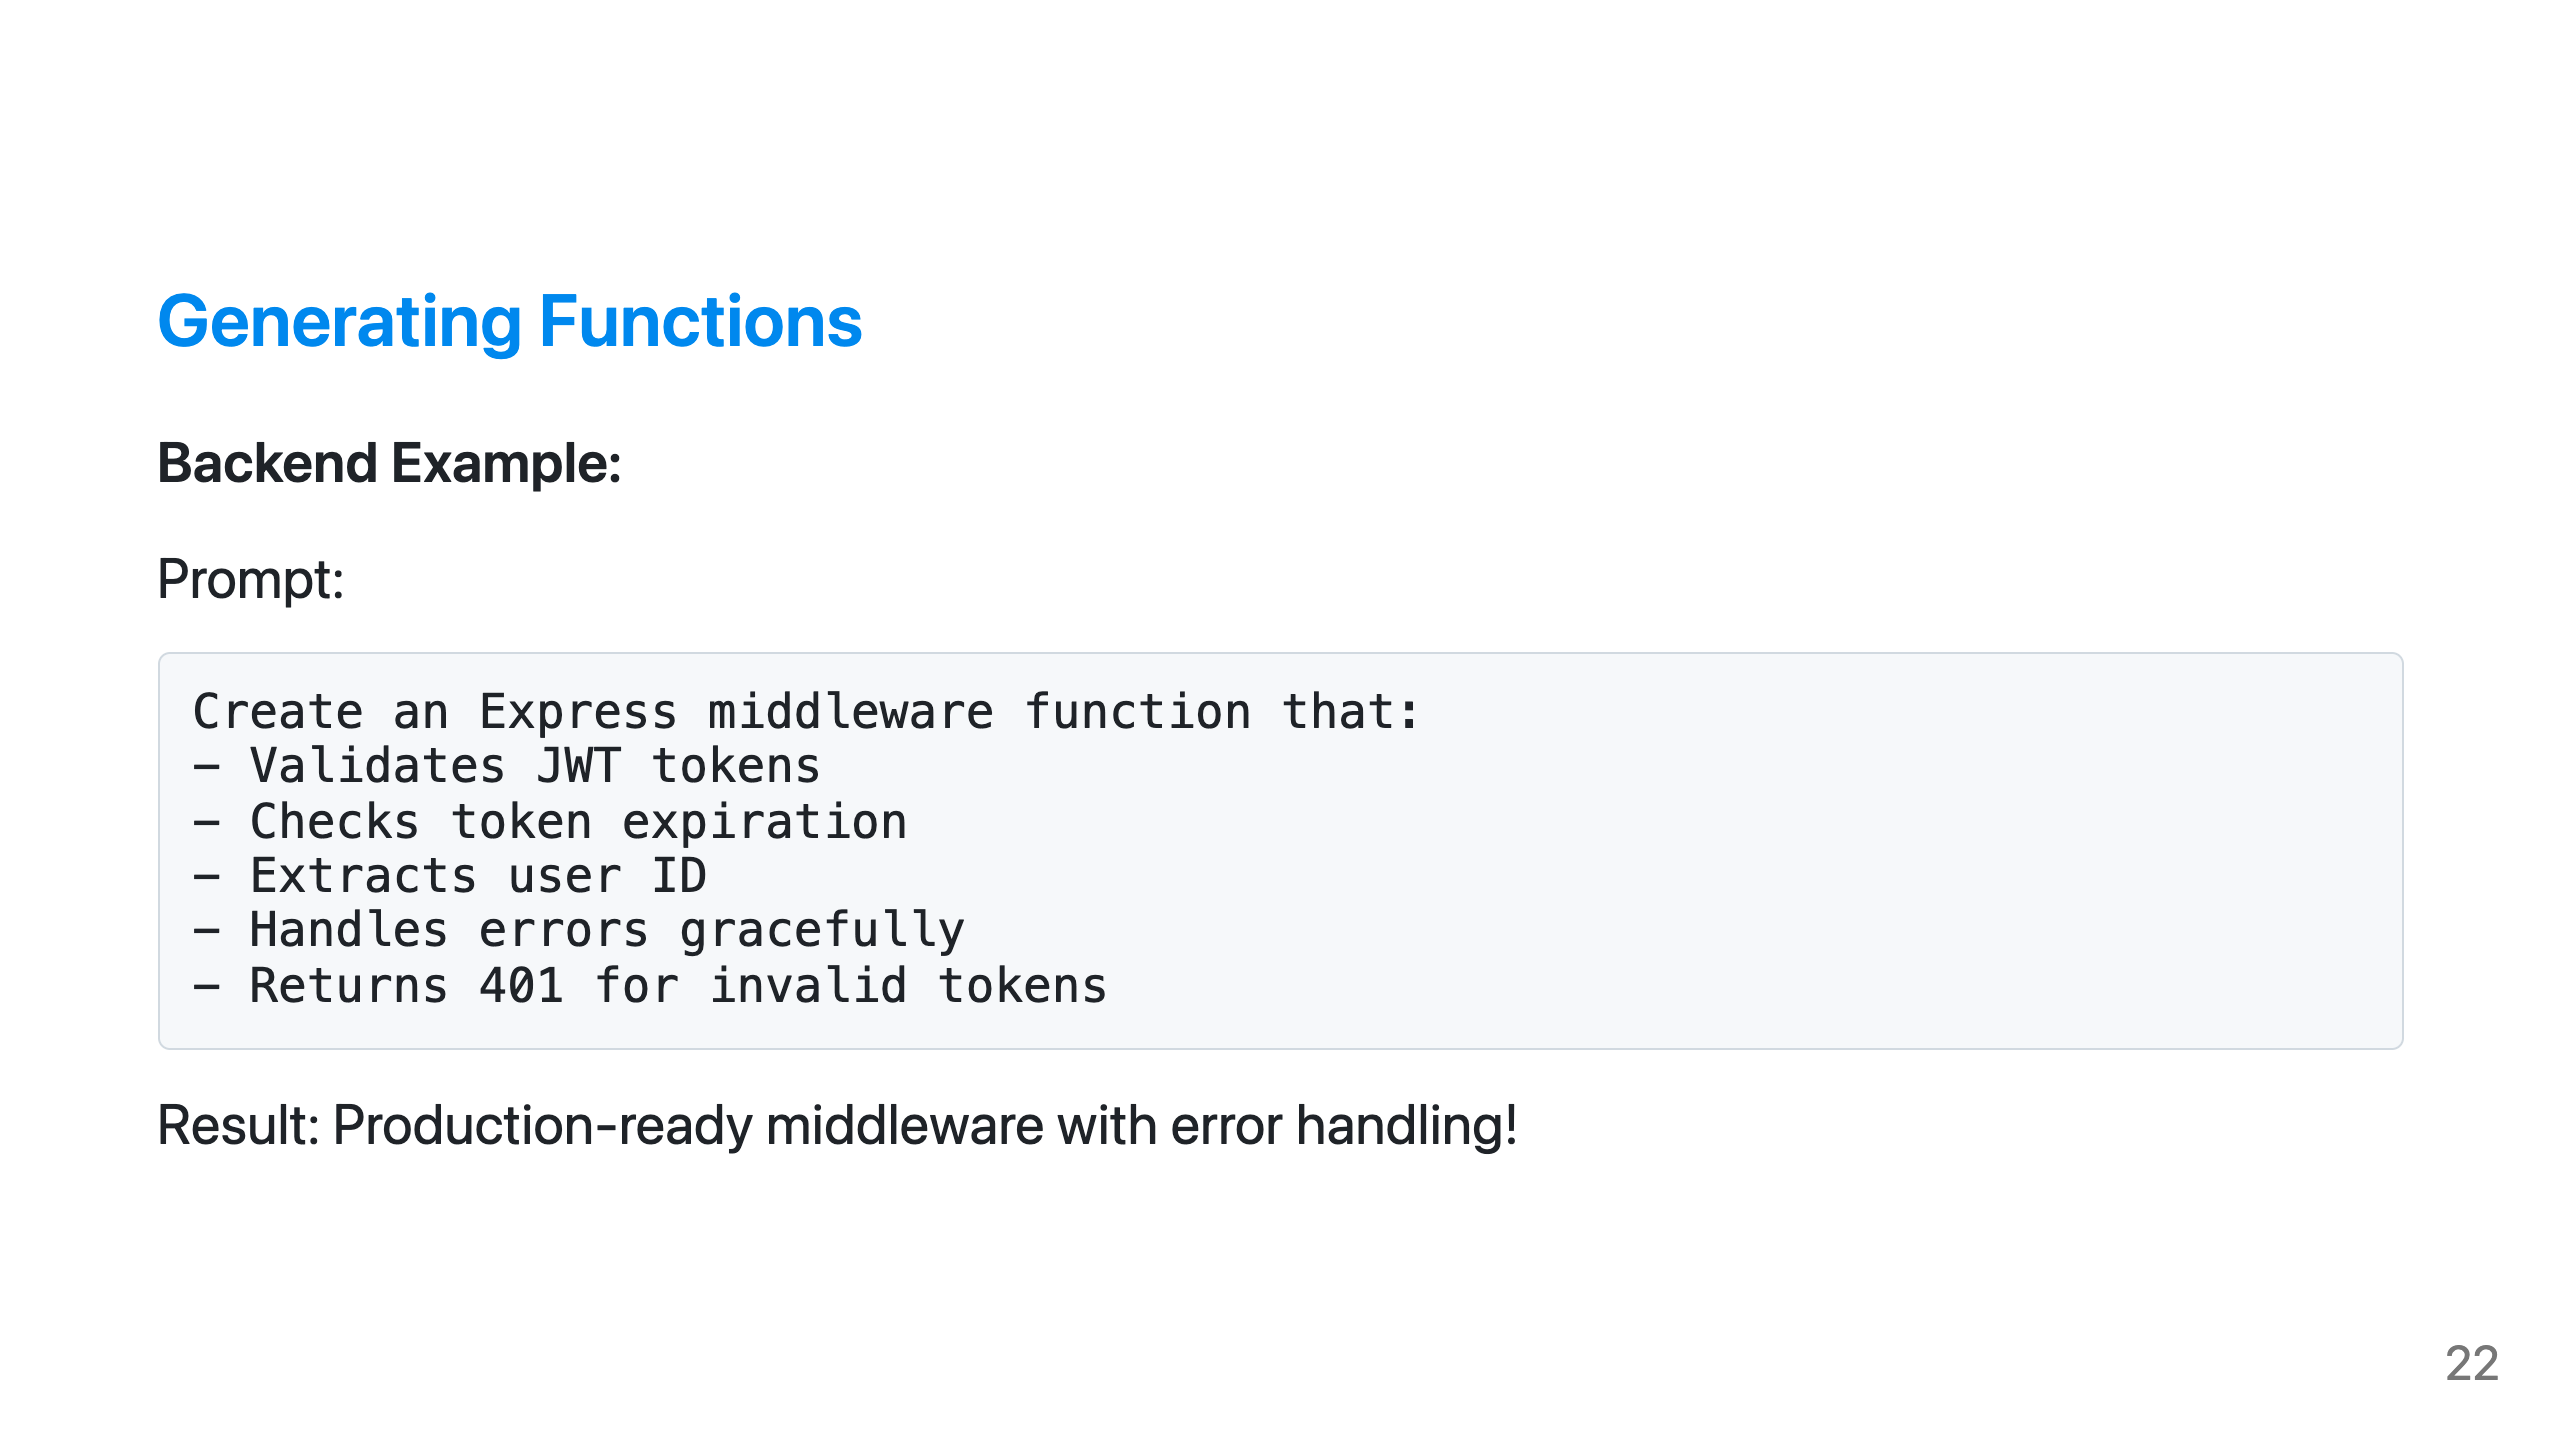 Generating Functions
Backend Example:
Prompt:
Create an Express middleware function that:
- Validates JWT tokens
- Checks token expiration
- Extracts user ID
- Handles errors gracefully
- Returns 401 for invalid tokens
Result: Production-ready middleware with error handling!
22